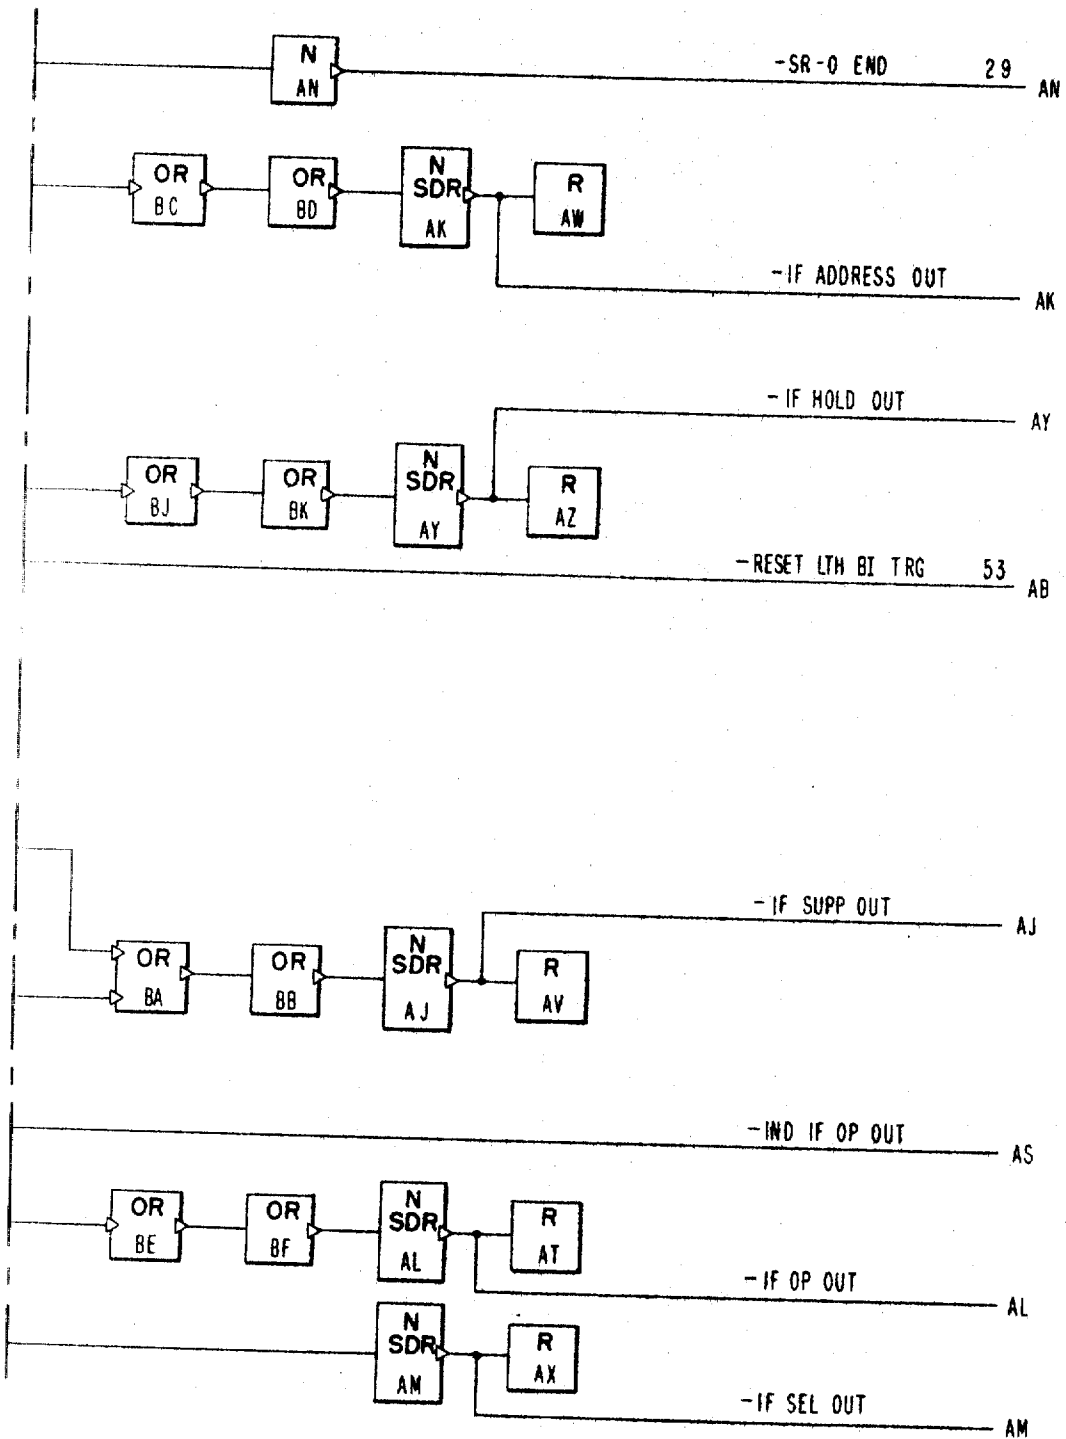 N
AN
-SR-O END 29
AN
OR
BC
OR
BD
N
SDR
AK
R
AW
-IF ADDRESS OUT
AK
-IF HOLD OUT
AY
OR
BJ
OR
BK
N
SDR
AY
R
AZ
-RESET LTH BI TRG 53
AB
-IF SUPP OUT
AJ
OR
BA
OR
BB
N
SDR
AJ
R
AV
-IND IF OP OUT
AS
OR
BE
OR
BF
N
SDR
AL
R
AT
-IF OP OUT
AL
N
SDR
AM
R
AX
-IF SEL OUT
AM